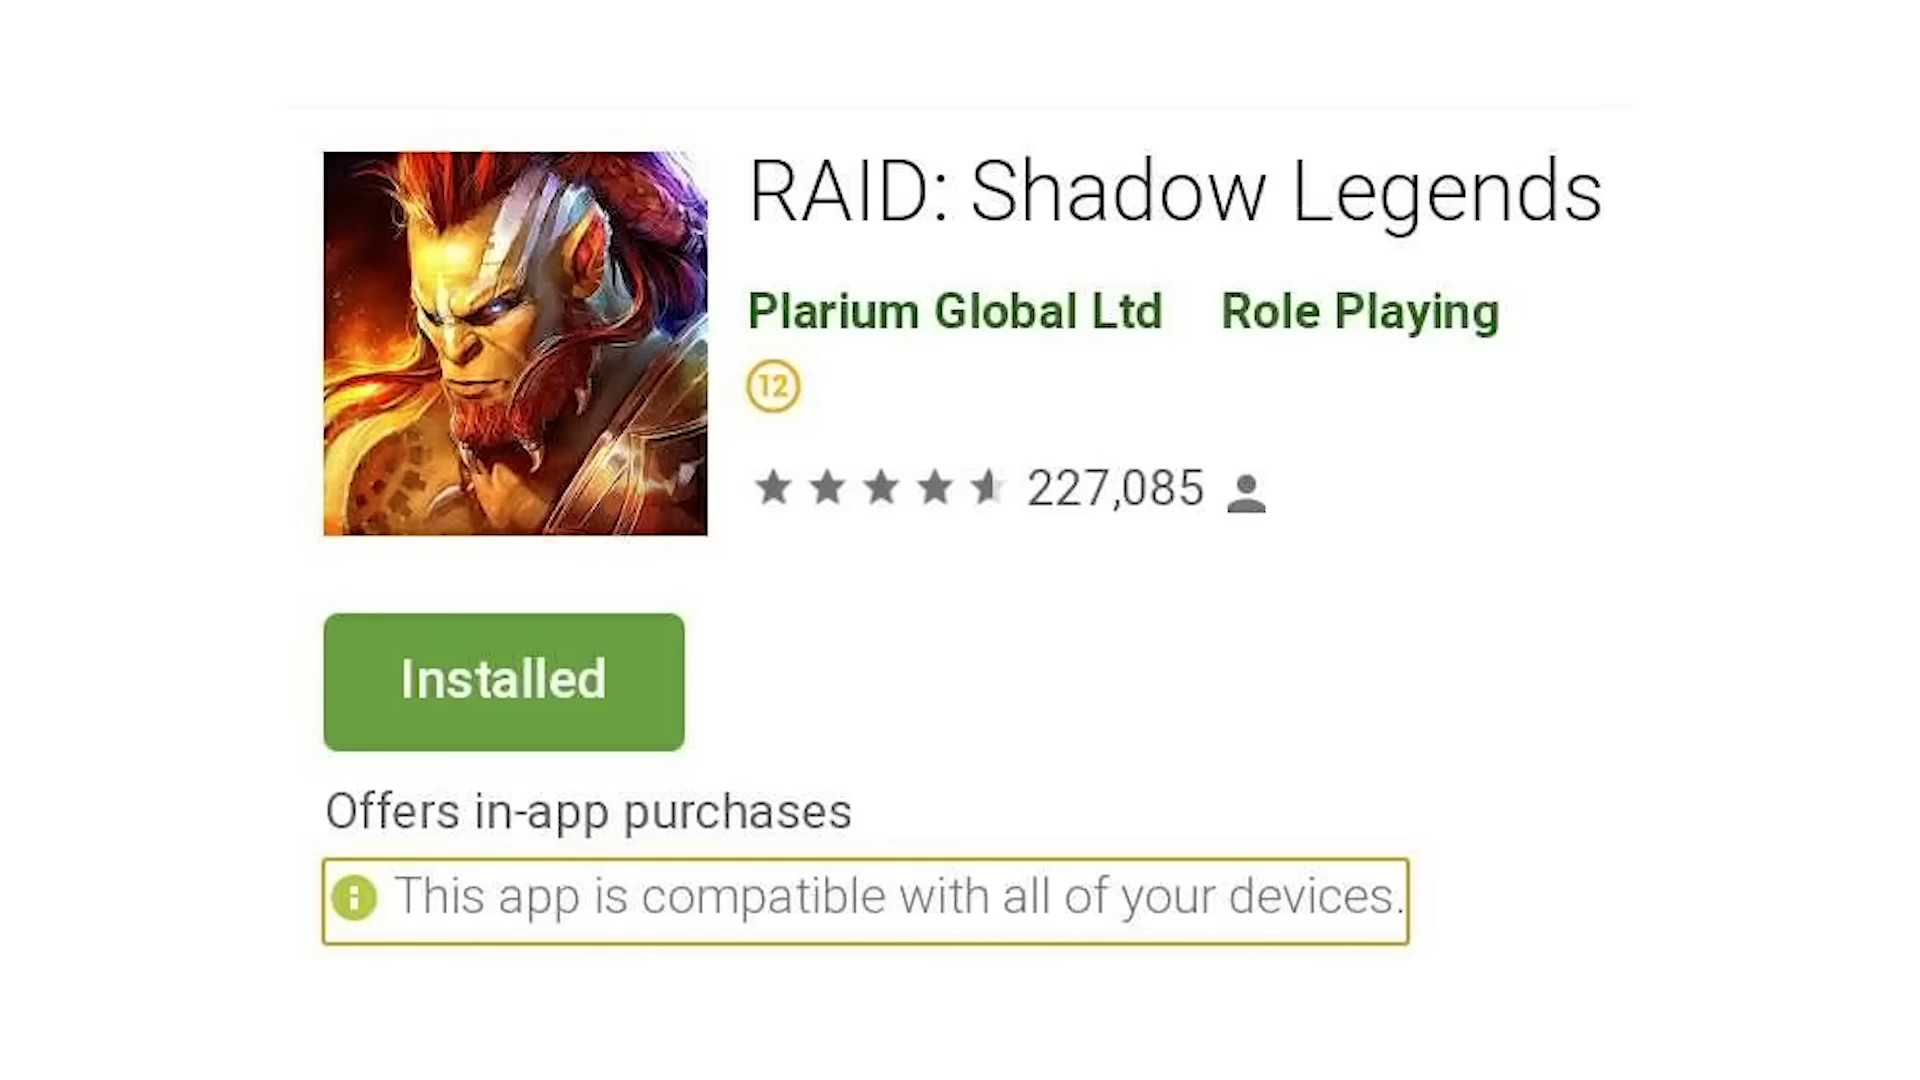 RAID: Shadow Legends
Plarium Global Ltd Role Playing
12
227,085
Installed
Offers in-app purchases
This app is compatible with all of your devices.